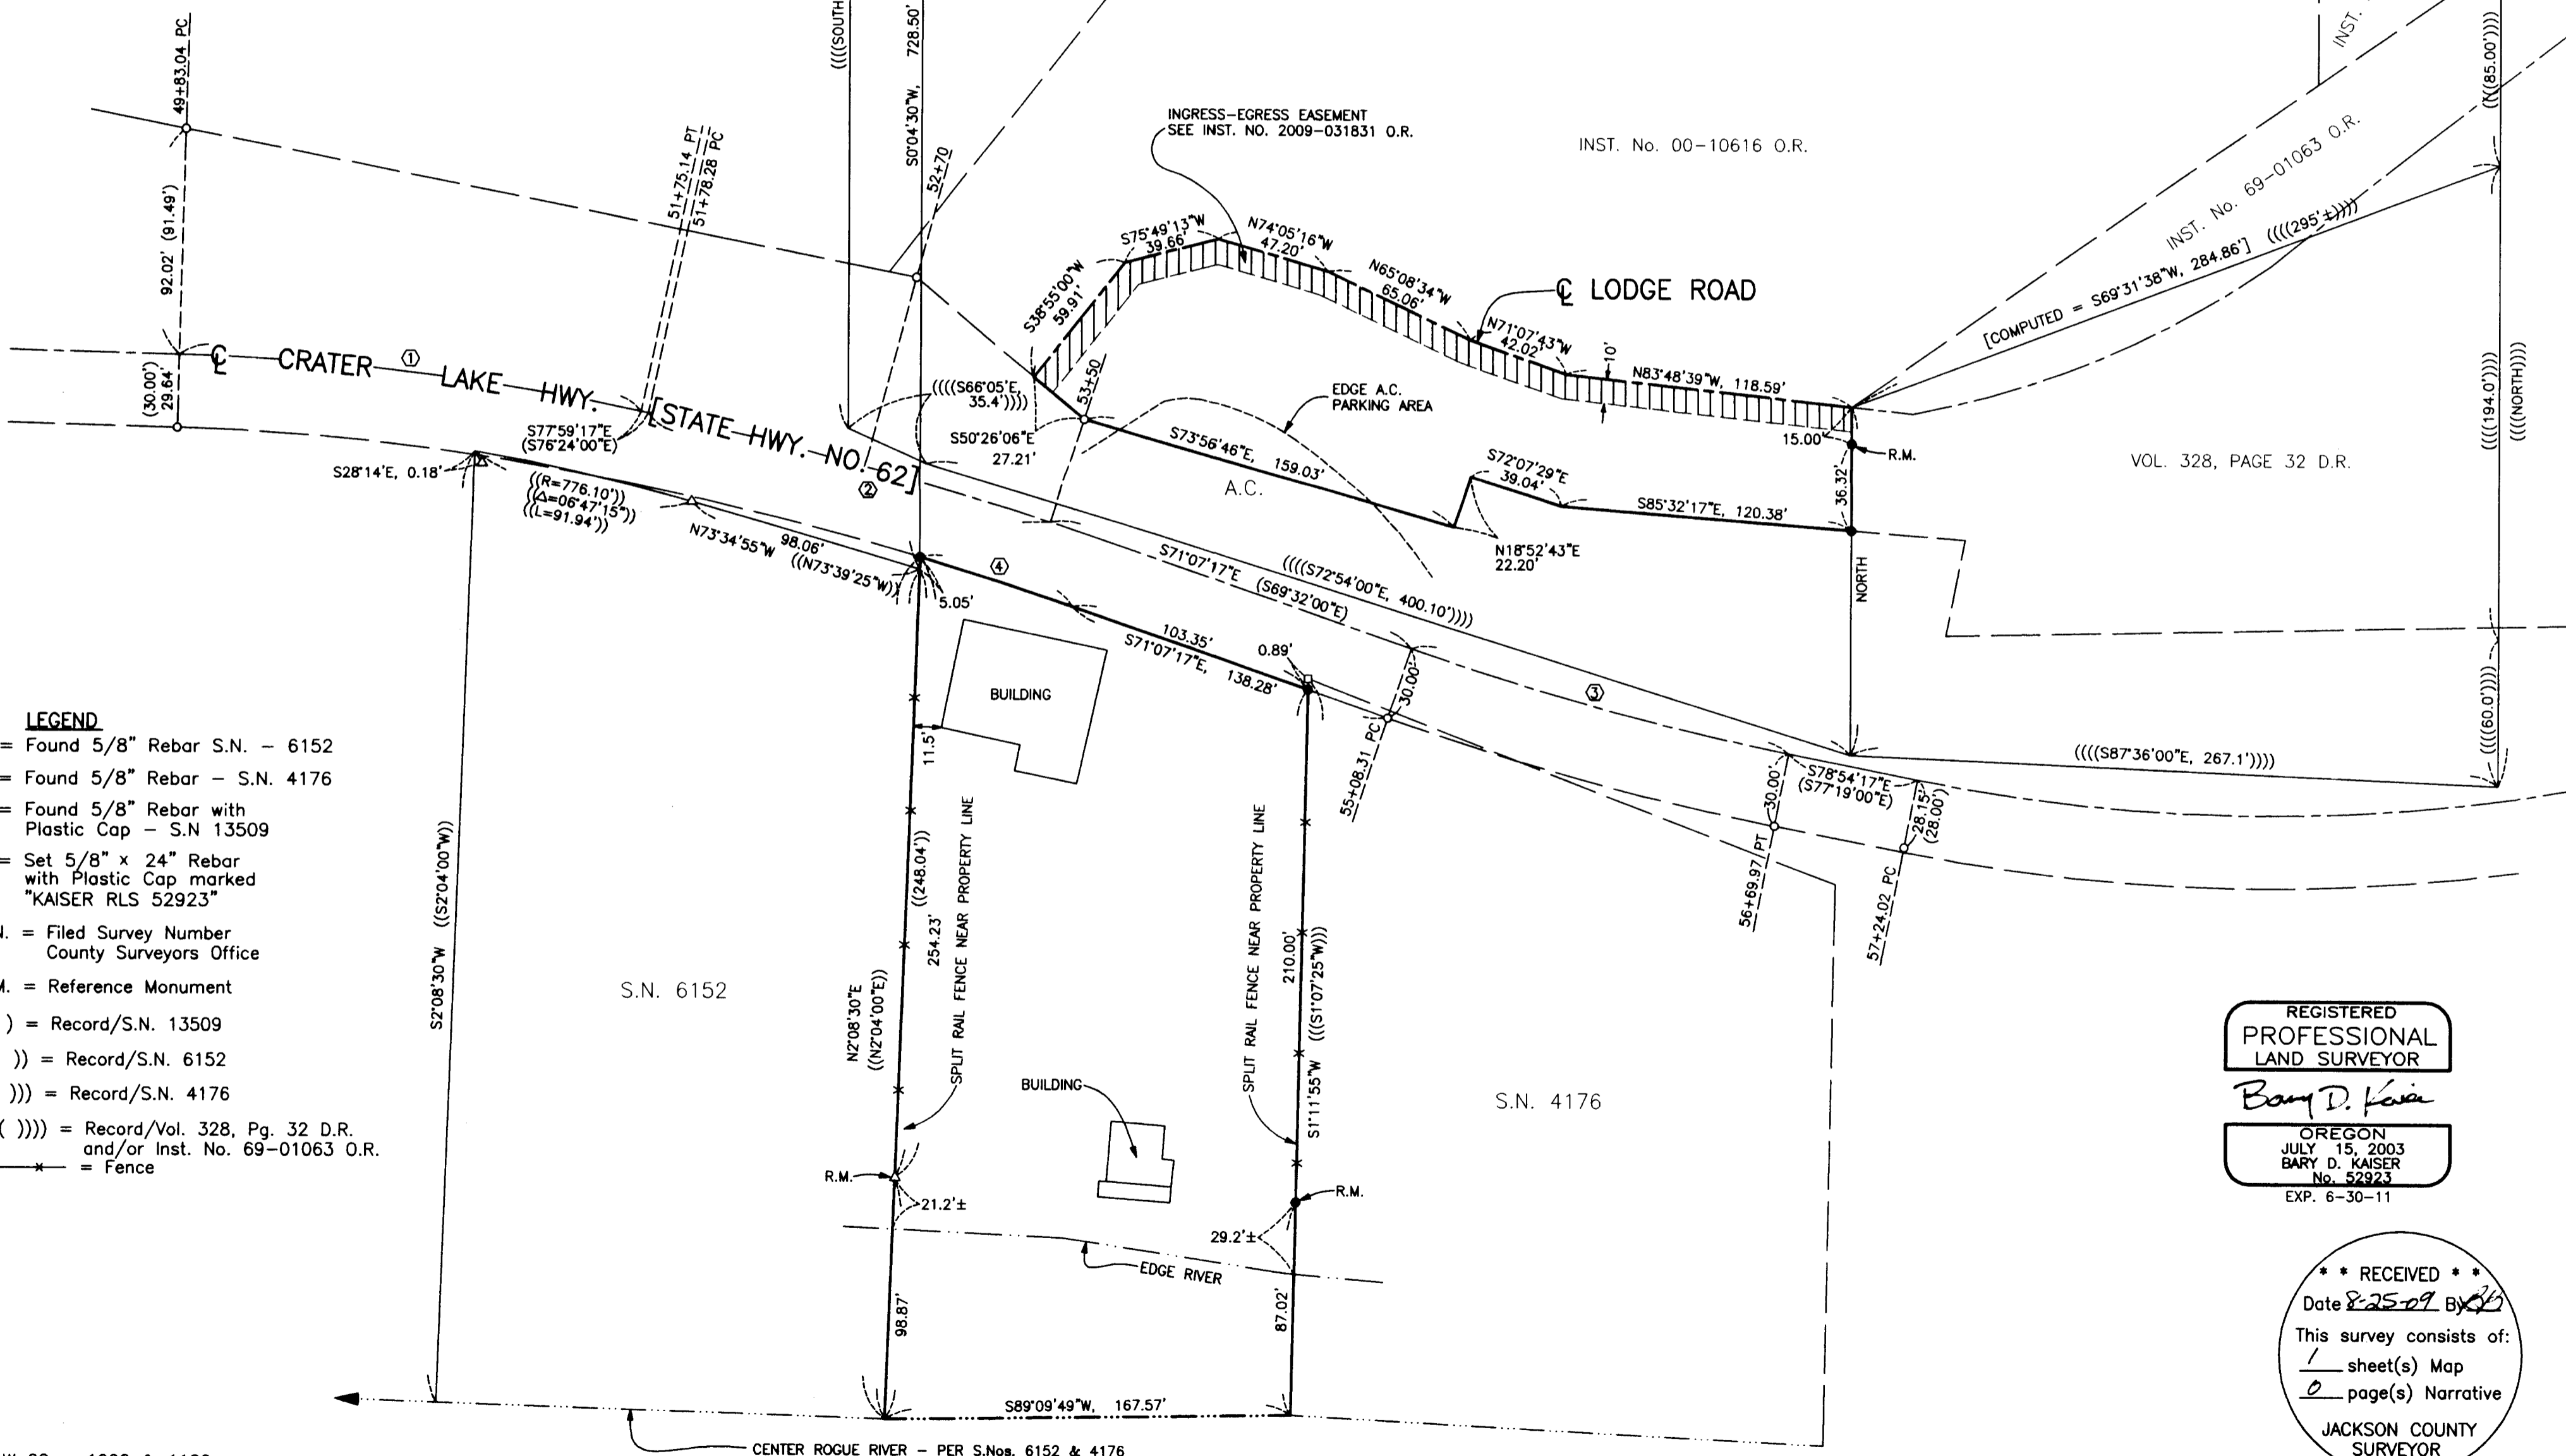 49+83.04 PC
92.02' (91.49')
(30.00')
29.64'
℄ CRATER LAKE HWY. [STATE HWY. NO. 62]
1
51+75.14 PT
51+78.28 PC
((((SOUTH
S0°04'30"W, 728.50'
52+70
INGRESS-EGRESS EASEMENT
SEE INST. NO. 2009-031831 O.R.
INST. No. 00-10616 O.R.
INST.
INST. No. 69-01063 O.R.
((((85.00'))))
[COMPUTED = S69°31'38"W, 284.86'] ((((295'±))))
S38°55'00"W
59.91'
S75°49'13"W
39.66'
N74°05'16"W
47.20'
N65°08'34"W
65.06'
℄ LODGE ROAD
N71°07'43"W
42.02'
10'
N83°48'39"W, 118.59'
15.00'
R.M.
36.32'
VOL. 328, PAGE 32 D.R.
((((194.0'))))
((((NORTH))))
((((S66°05'E,
35.4'))))
S50°26'06"E
27.21'
53+50
EDGE A.C.
PARKING AREA
S73°56'46"E, 159.03'
A.C.
S72°07'29"E
39.04'
S85°32'17"E, 120.38'
N18°52'43"E
22.20'
NORTH
S77°59'17"E
(S76°24'00"E)
S28°14'E, 0.18'
((R=776.10'))
((Δ=06°47'15"))
((L=91.94'))
N73°34'55"W 98.06'
((N73°39'25"W))
2
4
5.05'
S71°07'17"E (S69°32'00"E)
((((S72°54'00"E, 400.10'))))
103.35'
S71°07'17"E, 138.28'
0.89'
30.00'
55+08.31 PC
3
30.00'
56+69.97 PT
S78°54'17"E
(S77°19'00"E)
28.15'
(28.00')
57+24.02 PC
((((S87°36'00"E, 267.1'))))
((((60.0'))))
BUILDING
11.5'
LEGEND
= Found 5/8" Rebar S.N. - 6152
= Found 5/8" Rebar - S.N. 4176
= Found 5/8" Rebar with
Plastic Cap - S.N 13509
= Set 5/8" x 24" Rebar
with Plastic Cap marked
"KAISER RLS 52923"
N. = Filed Survey Number
County Surveyors Office
M. = Reference Monument
) = Record/S.N. 13509
)) = Record/S.N. 6152
))) = Record/S.N. 4176
( )))) = Record/Vol. 328, Pg. 32 D.R.
and/or Inst. No. 69-01063 O.R.
= Fence
S2°08'30"W ((S2°04'00"W))
S.N. 6152
N2°08'30"E
((N2°04'00"E))
((248.04'))
254.23'
SPLIT RAIL FENCE NEAR PROPERTY LINE
SPLIT RAIL FENCE NEAR PROPERTY LINE
210.00'
S1°11'55"W (((S1°07'25"W)))
S.N. 4176
BUILDING
R.M.
21.2'±
R.M.
29.2'±
EDGE RIVER
98.87'
87.02'
S89°09'49"W, 167.57'
CENTER ROGUE RIVER - PER S.Nos. 6152 & 4176
REGISTERED
PROFESSIONAL
LAND SURVEYOR
Bary D. Kaiser
OREGON
JULY 15, 2003
BARY D. KAISER
No. 52923
EXP. 6-30-11
* * RECEIVED * *
Date 8-25-09 By
This survey consists of:
1 sheet(s) Map
0 page(s) Narrative
JACKSON COUNTY
SURVEYOR